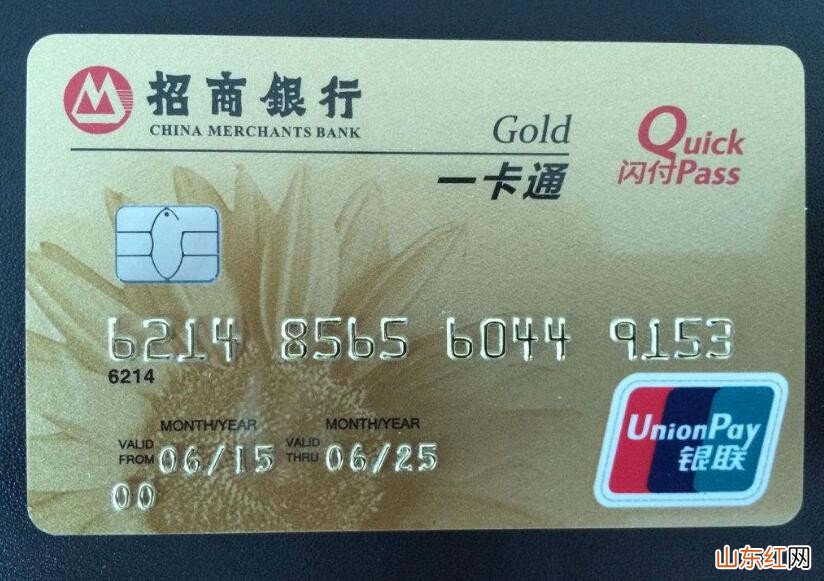 招商銀行
CHINA MERCHANTS BANK
Gold
一卡通
Quick
闪付Pass
6214 8565 6044 9153
6214
MONTH/YEAR MONTH/YEAR
VALID FROM 06/15 VALID THRU 06/25
00
UnionPay
银联
山东红网